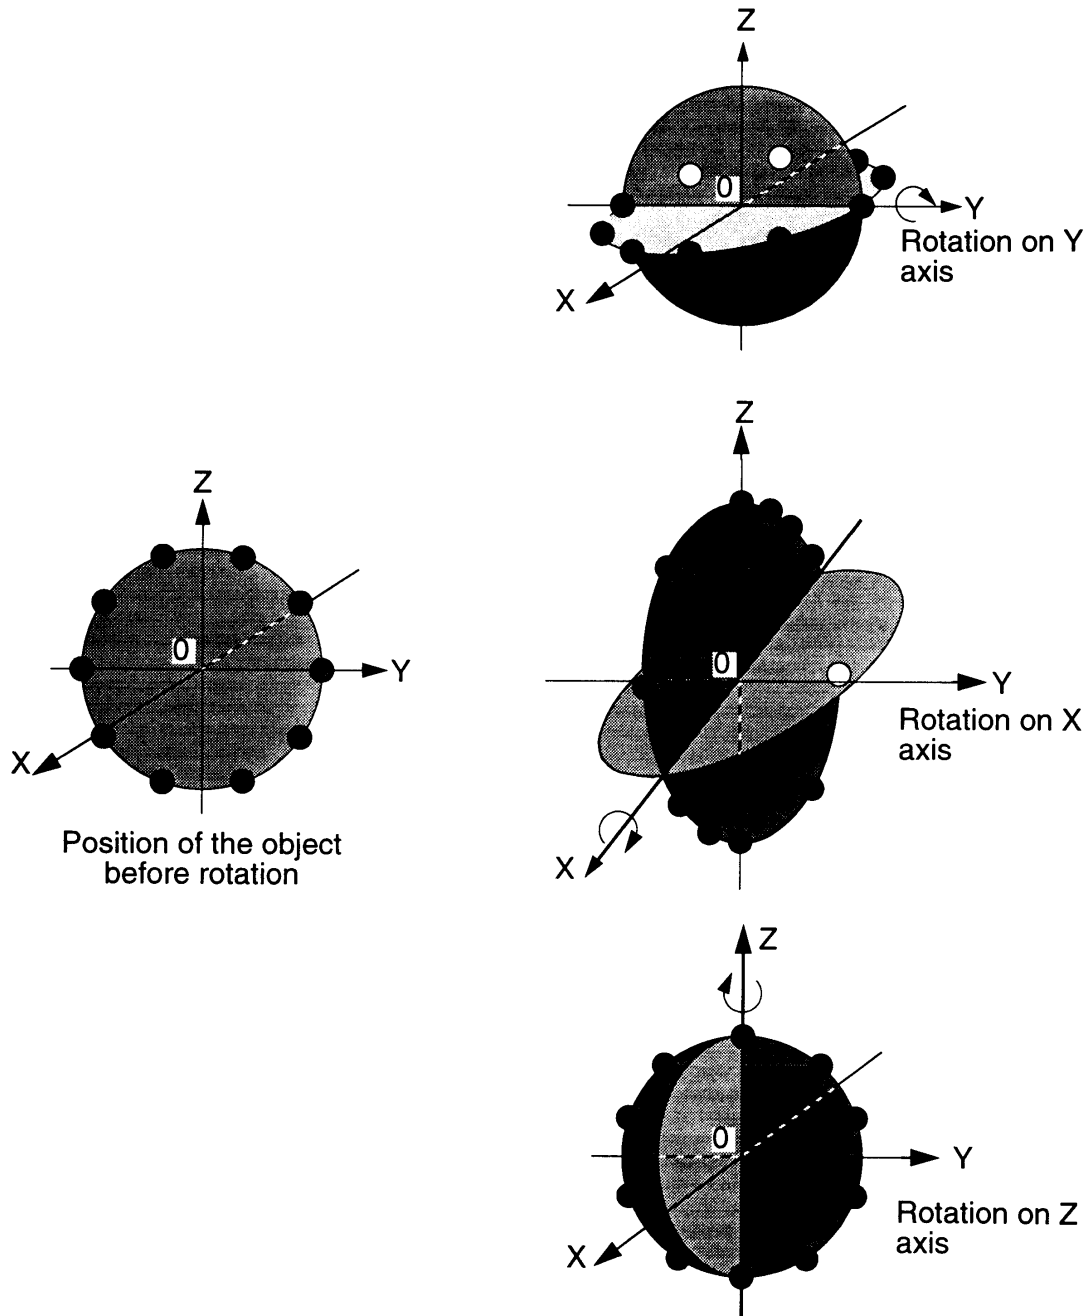 Z
0
Y
Rotation on Y
axis
X
Z
0
Y
Rotation on X
axis
X
Z
0
Y
X
Position of the object
before rotation
Z
0
Y
Rotation on Z
axis
X